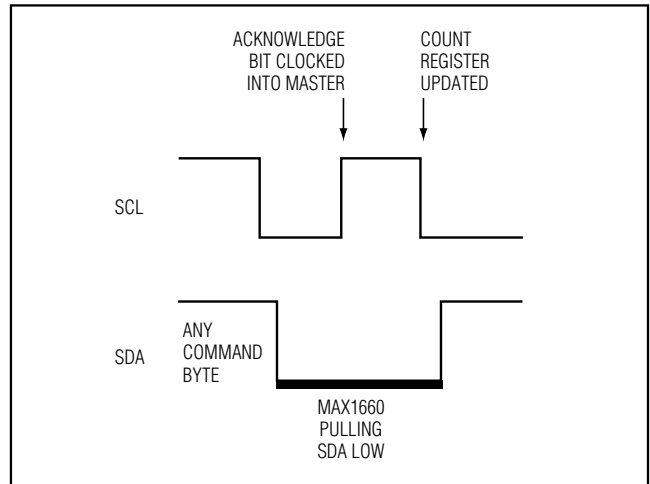 ACKNOWLEDGE
BIT CLOCKED
INTO MASTER
COUNT
REGISTER
UPDATED
SCL
SDA
ANY
COMMAND
BYTE
MAX1660
PULLING
SDA LOW